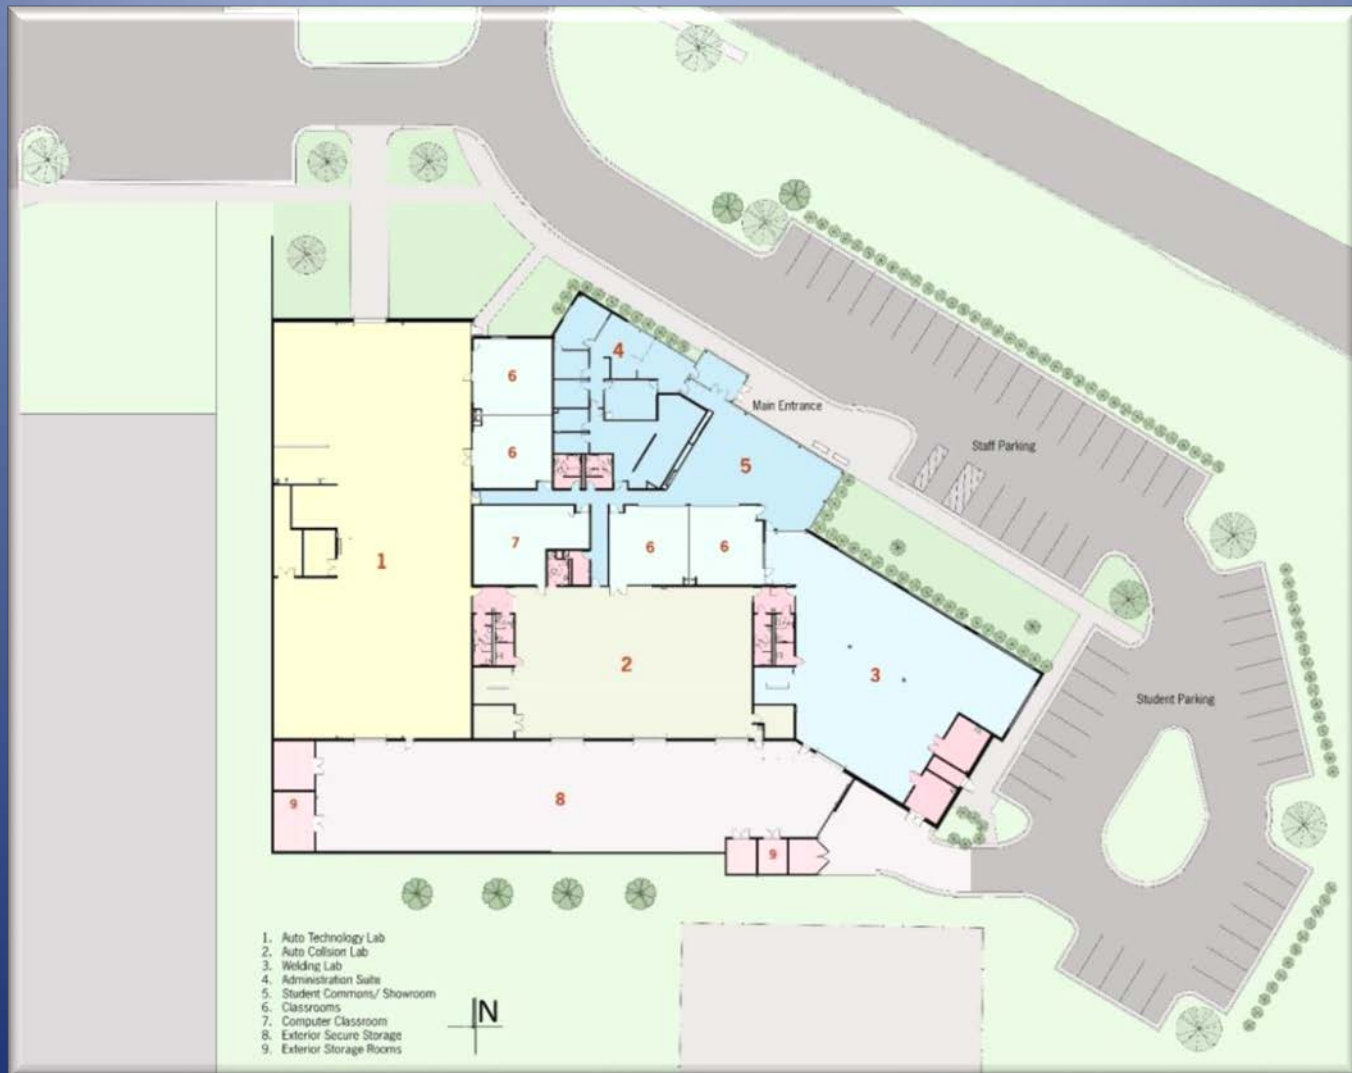 4
6
Main Entrance
6
5
Staff Parking
7
6
6
1
2
3
Student Parking
8
9
9
1. Auto Technology Lab
2. Auto Collision Lab
3. Welding Lab
4. Administration Suite
5. Student Commons/ Showroom
6. Classrooms
7. Computer Classroom
8. Exterior Secure Storage
9. Exterior Storage Rooms
N